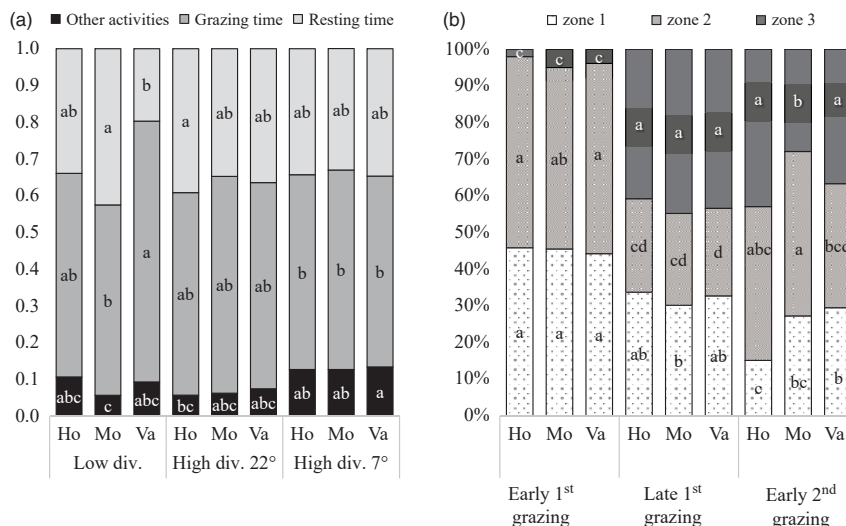 (a) Other activities Grazing time Resting time
1.0
0.9
0.8
0.7
0.6
0.5
0.4
0.3
0.2
0.1
0.0
ab a b a ab ab ab ab ab
ab b a ab ab ab b b b
abc c abc bc abc abc ab ab a
Ho Mo Va Ho Mo Va Ho Mo Va
Low div. High div. 22° High div. 7°
(b) zone 1 zone 2 zone 3
100%
90%
80%
70%
60%
50%
40%
30%
20%
10%
0%
c c c a a a a b a
a ab a cd cd d abc a bcd
a a a ab b ab c bc b
Ho Mo Va Ho Mo Va Ho Mo Va
Early 1st Late 1st Early 2nd
grazing grazing grazing